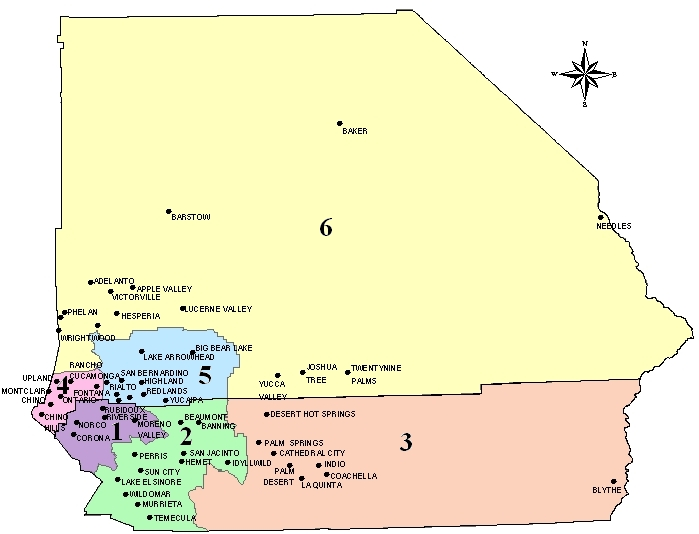 N
W E
S
BAKER
BARSTOW
6
NEEDLES
ADELANTO
APPLE VALLEY
VICTORVILLE
LUCERNE VALLEY
PHELAN
HESPERIA
WRIGHTWOOD
BIG BEAR LAKE
LAKE ARROWHEAD
RANCHO
CUCAMONGA
UPLAND
SAN BERNARDINO
5
HIGHLAND
4
RIALTO
MONTCLAIR
FONTANA
REDLANDS
CHINO
ONTARIO
YUCAIPA
JOSHUA
TREE
TWENTYNINE
PALMS
YUCCA
VALLEY
RUBIDOUX
RIVERSIDE
CHINO
HILLS
NORCO
1
MORENO
VALLEY
CORONA
BEAUMONT
BANNING
2
DESERT HOT SPRINGS
3
PALM SPRINGS
CATHEDRAL CITY
PERRIS
SAN JACINTO
HEMET
IDYLLWILD
PALM
DESERT
INDIO
COACHELLA
LA QUINTA
SUN CITY
LAKE ELSINORE
WILDOMAR
MURRIETA
TEMECULA
BLYTHE